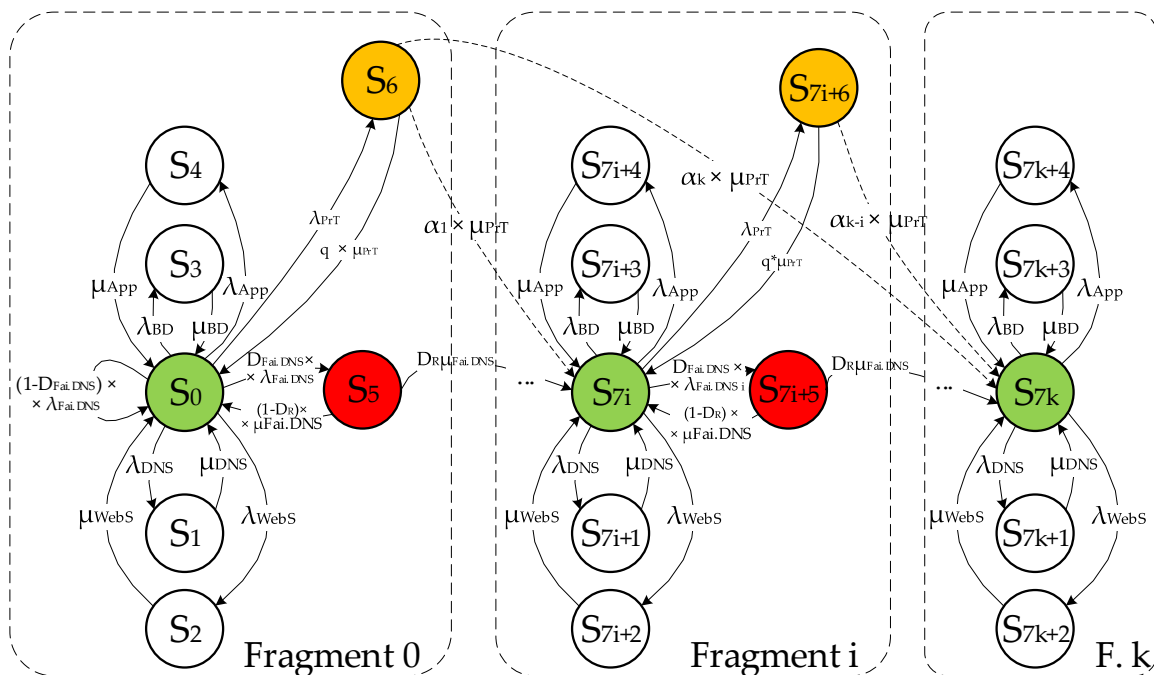 S6
S7i+6
S4
S7i+4
S7k+4
αk × μPrT
λPrT
α1 × μPrT
λPrT
αk-i × μPrT
q × μPrT
q*μPrT
S3
S7i+3
S7k+3
μApp
λApp
μApp
λApp
μApp
λApp
λBD
μBD
λBD
μBD
λBD
μBD
(1-DFai.DNS) ×
× λFai.DNS
S0
DFai.DNS×
× λFai.DNS
S5
DRμFai.DNSi
...
S7i
DFai.DNS ×
× λFai.DNS i
S7i+5
DRμFai.DNS
...
S7k
(1-DR)×
× μFai.DNS
(1-DR) ×
× μFai.DNS
λDNS
μDNS
λDNS
μDNS
λDNS
μDNS
μWebS
λWebS
μWebS
λWebS
μWebS
λWebS
S1
S7i+1
S7k+1
S2
S7i+2
S7k+2
Fragment 0
Fragment i
F. k